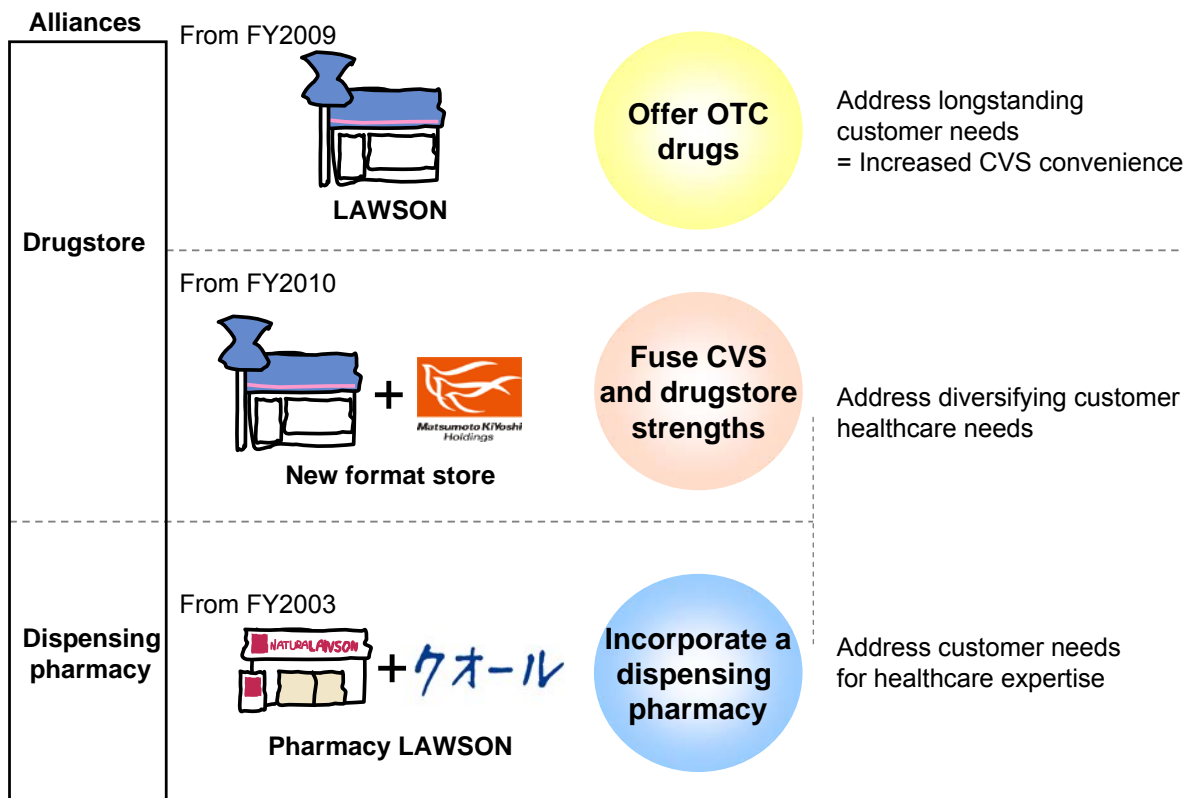 Alliances
From FY2009
LAWSON
Offer OTC
drugs
Address longstanding
customer needs
= Increased CVS convenience
Drugstore
From FY2010
+
Matsumoto KiYoshi
Holdings
New format store
Fuse CVS
and drugstore
strengths
Address diversifying customer
healthcare needs
Dispensing
pharmacy
From FY2003
NATURAL LAWSON
+
クオール
Pharmacy LAWSON
Incorporate a
dispensing
pharmacy
Address customer needs
for healthcare expertise